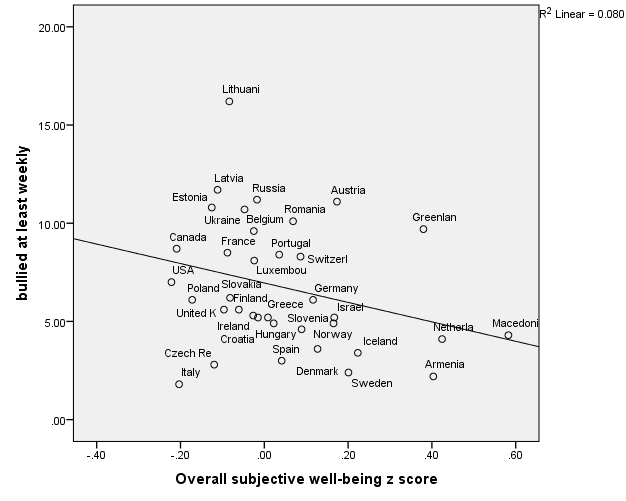 R2 Linear = 0.080
20.00
15.00
10.00
5.00
.00
bullied at least weekly
Lithuani
Latvia
Russia
Austria
Estonia
Ukraine
Belgium
Romania
Greenlan
Canada
France
Portugal
Switzerl
USA
Luxembou
Poland
Slovakia
Germany
Finland
United K
Greece
Israel
Ireland
Slovenia
Macedoni
Croatia
Hungary
Norway
Netherla
Iceland
Czech Re
Spain
Italy
Denmark
Sweden
Armenia
-.40
-.20
.00
.20
.40
.60
Overall subjective well-being z score